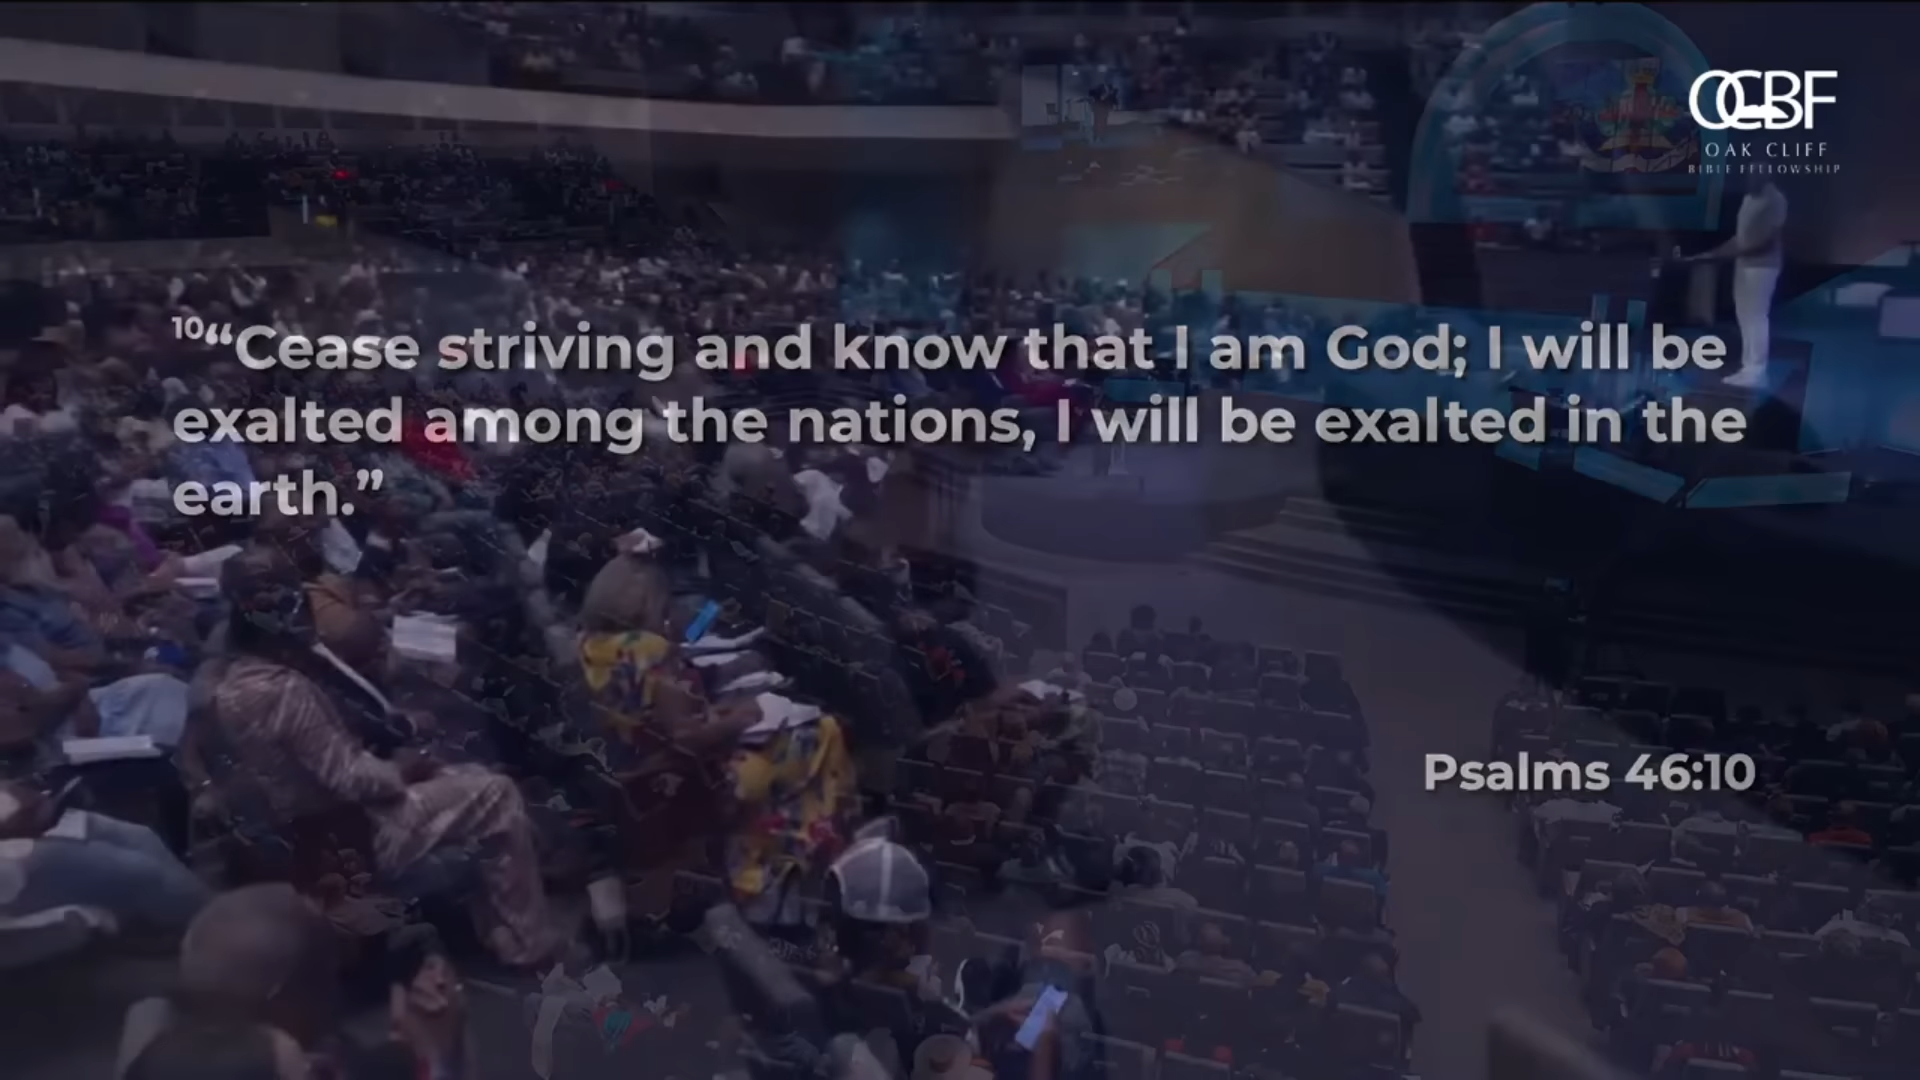 OCBF
OAK CLIFF
BIBLE FELLOWSHIP
10“Cease striving and know that I am God; I will be
exalted among the nations, I will be exalted in the
earth.”
Psalms 46:10